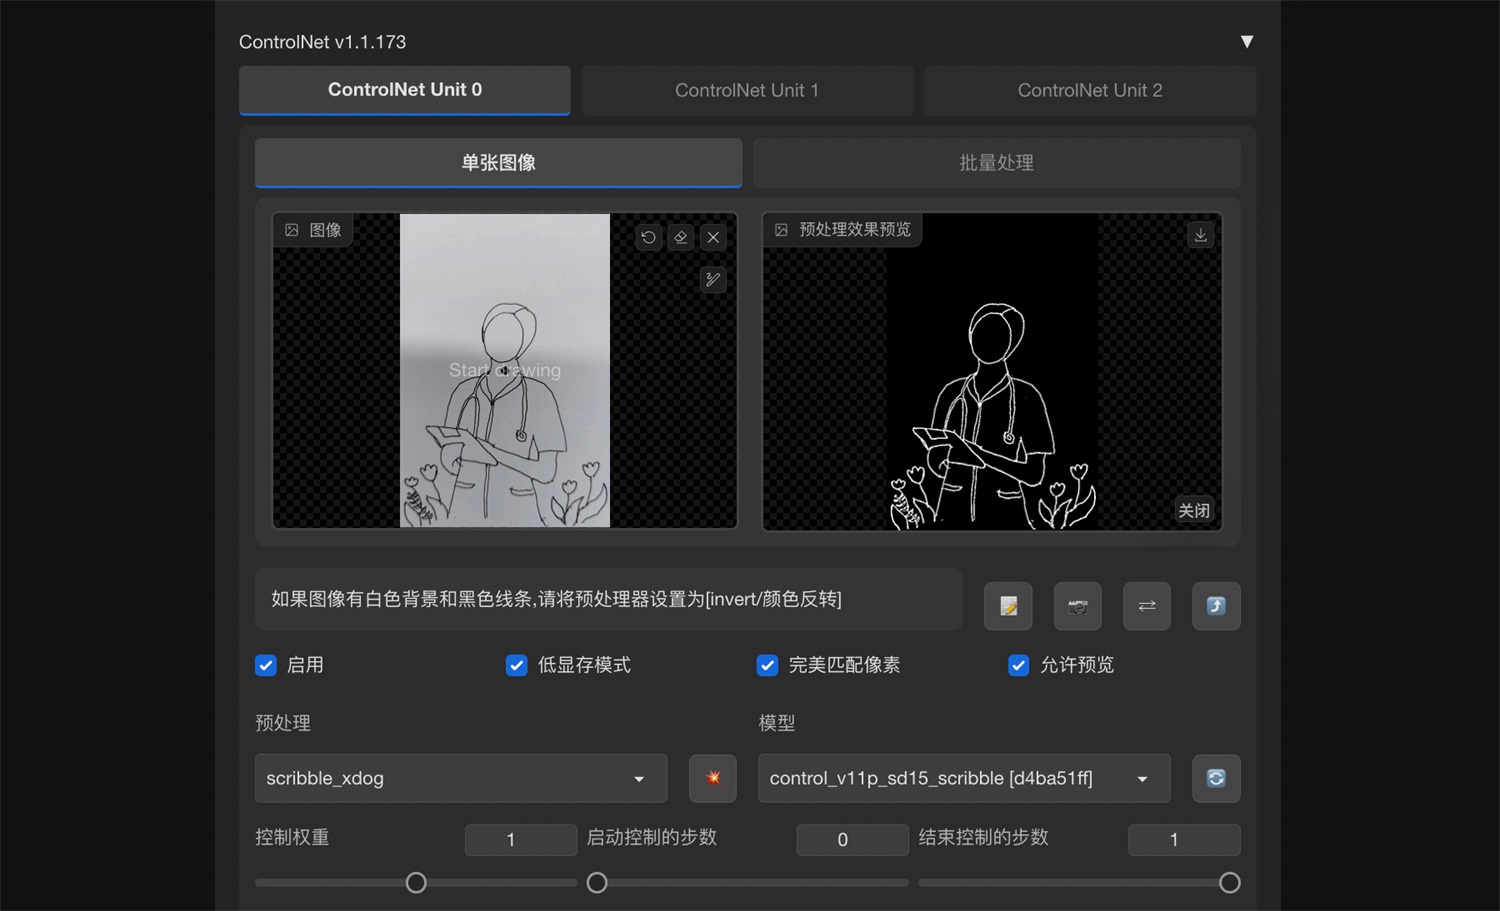 ControlNet v1.1.173
ControlNet Unit 0
ControlNet Unit 1
ControlNet Unit 2
单张图像
批量处理
图像
预处理效果预览
Start drawing
关闭
如果图像有白色背景和黑色线条,请将预处理器设置为[invert/颜色反转]
启用
低显存模式
完美匹配像素
允许预览
预处理
模型
scribble_xdog
control_v11p_sd15_scribble [d4ba51ff]
控制权重
1
启动控制的步数
0
结束控制的步数
1